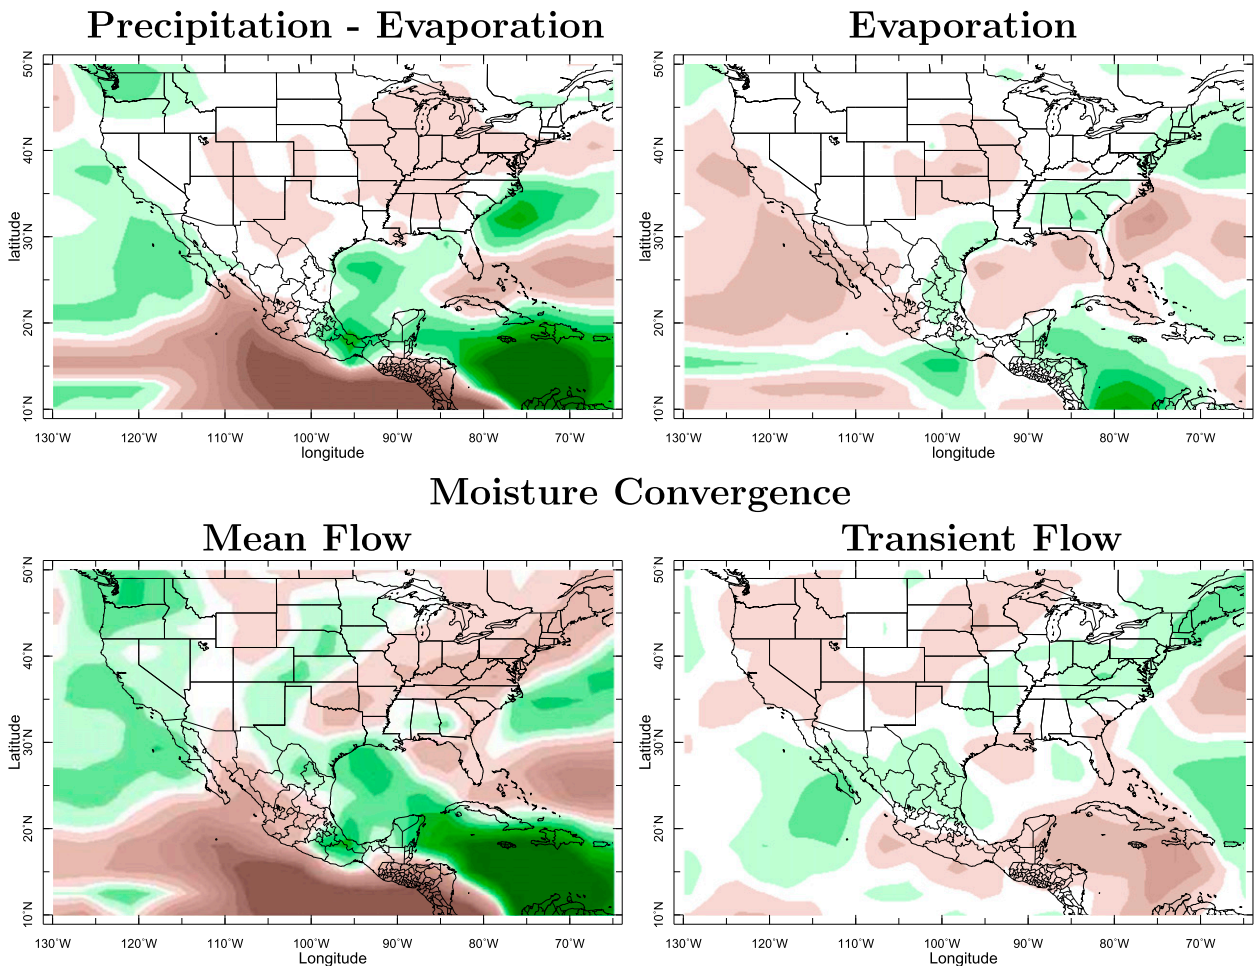 Precipitation - Evaporation
Evaporation
50°N
40°N
30°N
20°N
10°N
latitude
130°W 120°W 110°W 100°W 90°W 80°W 70°W
longitude
50°N
40°N
30°N
20°N
10°N
latitude
130°W 120°W 110°W 100°W 90°W 80°W 70°W
longitude
Moisture Convergence
Mean Flow
Transient Flow
50°N
40°N
30°N
20°N
10°N
Latitude
130°W 120°W 110°W 100°W 90°W 80°W 70°W
Longitude
50°N
40°N
30°N
20°N
10°N
Latitude
130°W 120°W 110°W 100°W 90°W 80°W 70°W
Longitude